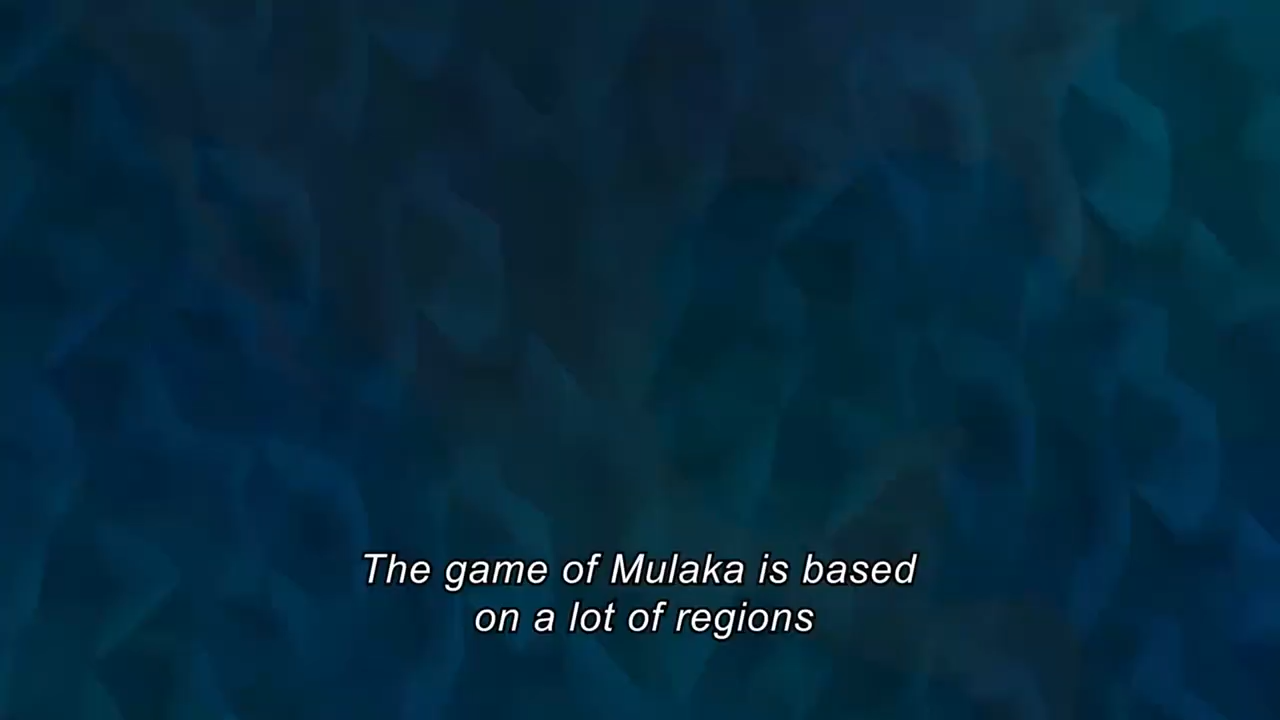 The game of Mulaka is based
on a lot of regions